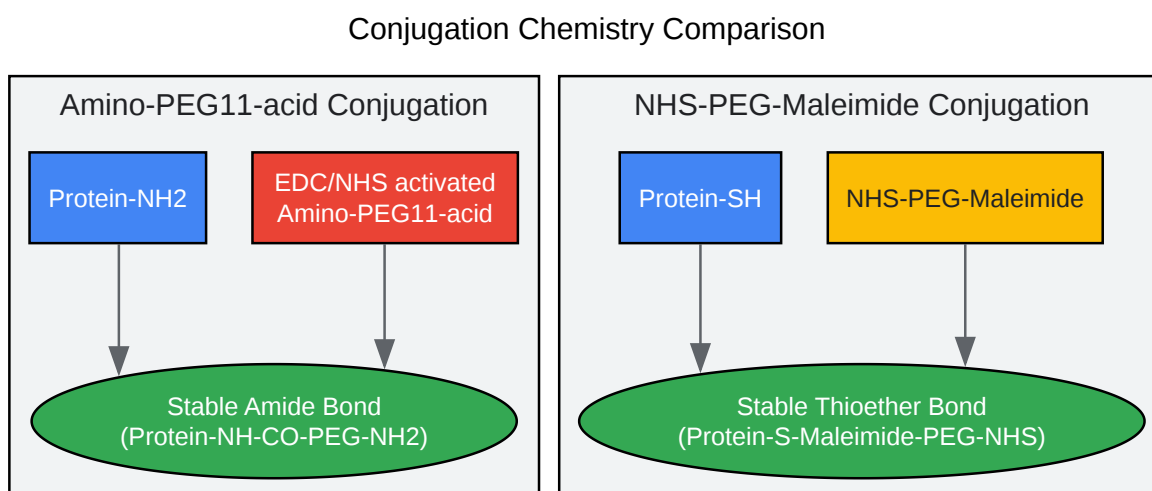 Conjugation Chemistry Comparison
Amino-PEG11-acid Conjugation
Protein-NH2
EDC/NHS activated
Amino-PEG11-acid
Stable Amide Bond
(Protein-NH-CO-PEG-NH2)
NHS-PEG-Maleimide Conjugation
Protein-SH
NHS-PEG-Maleimide
Stable Thioether Bond
(Protein-S-Maleimide-PEG-NHS)